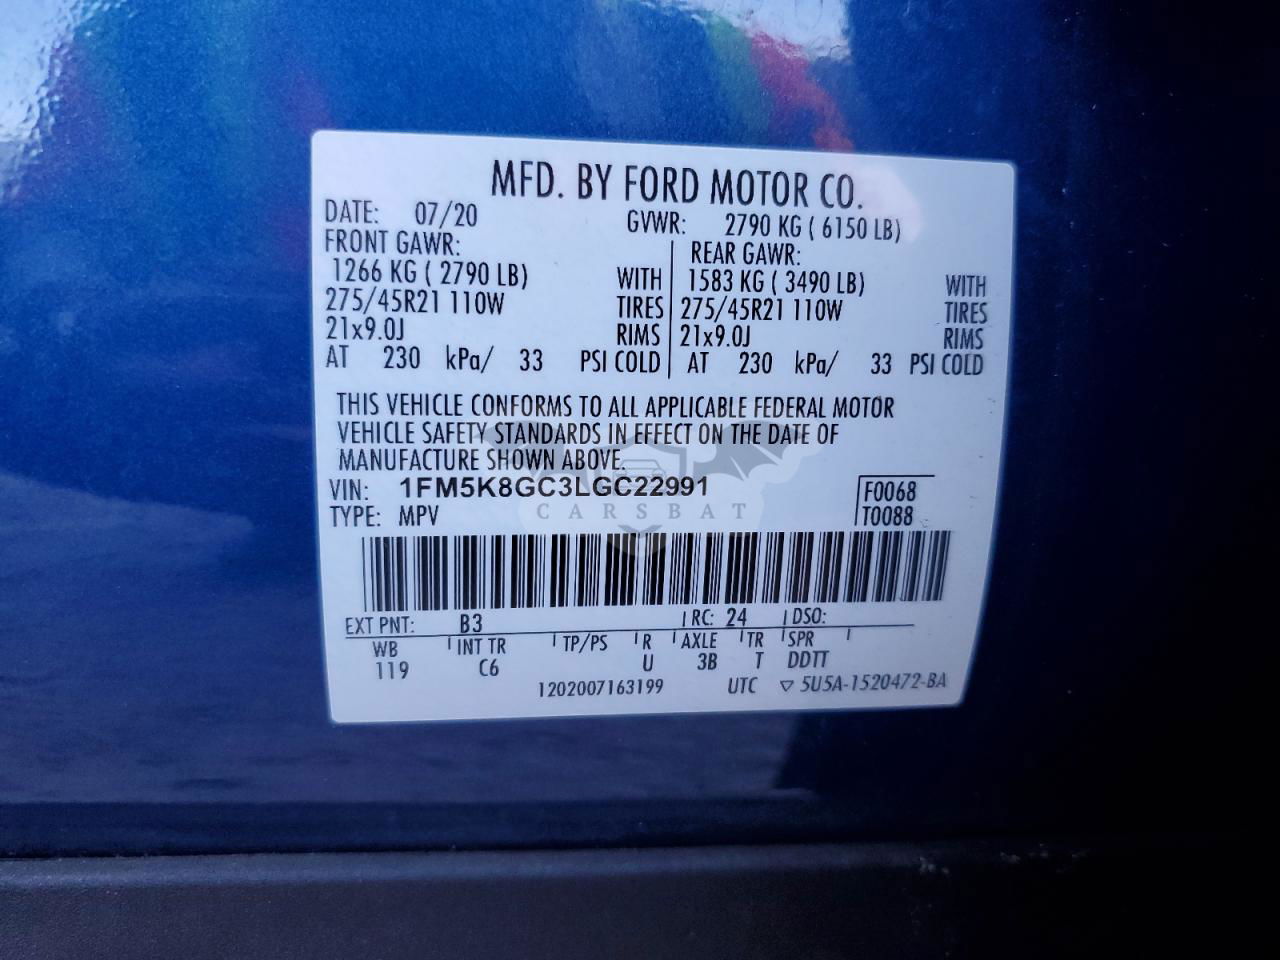 MFD. BY FORD MOTOR CO.
DATE: 07/20 GVWR: 2790 KG ( 6150 LB)
FRONT GAWR: REAR GAWR:
1266 KG ( 2790 LB) WITH 1583 KG ( 3490 LB) WITH
275/45R21 110W TIRES 275/45R21 110W TIRES
21x9.0J RIMS 21x9.0J RIMS
AT 230 kPa/ 33 PSI COLD AT 230 kPa/ 33 PSI COLD
THIS VEHICLE CONFORMS TO ALL APPLICABLE FEDERAL MOTOR
VEHICLE SAFETY STANDARDS IN EFFECT ON THE DATE OF
MANUFACTURE SHOWN ABOVE.
VIN: 1FM5K8GC3LGC22991 F0068
TYPE: MPV T0088
CARSBAT
EXT PNT: B3 RC: 24 DSO:
WB INT TR TP/PS R AXLE TR SPR
119 C6 U 3B T DDTT
1202007163199 UTC ▽ 5U5A-1520472-BA